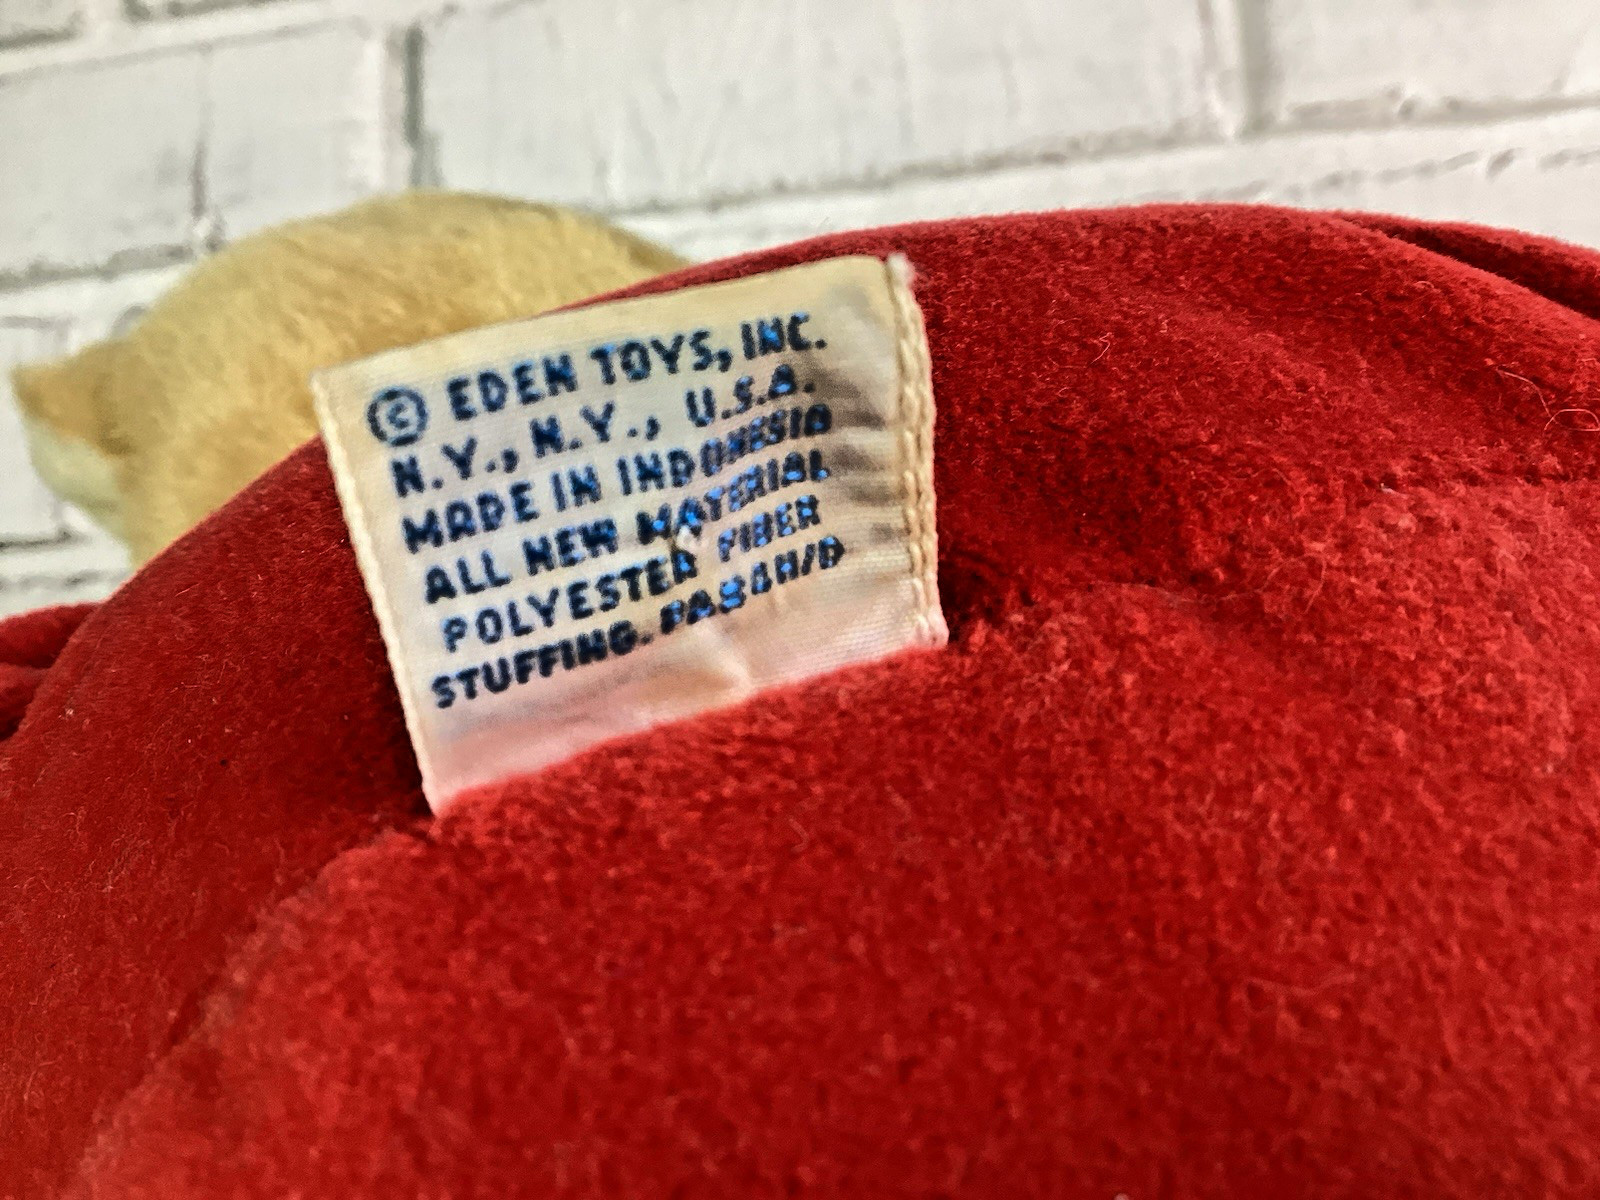 © EDEN TOYS, INC.
N.Y., N.Y., U.S.A.
MADE IN INDONESIA
ALL NEW MATERIAL
POLYESTER FIBER
STUFFING.